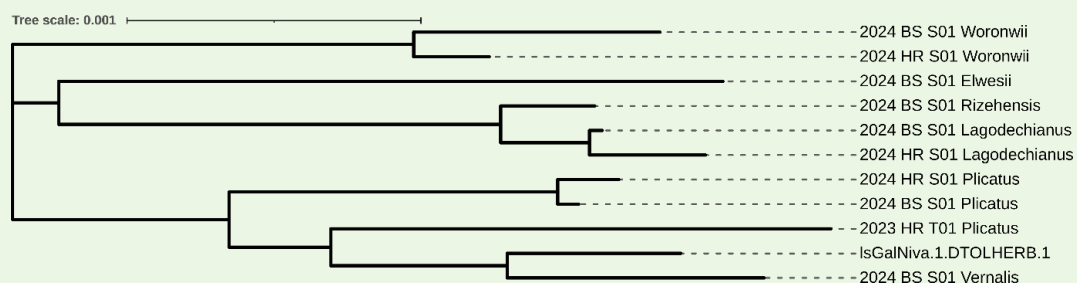 Tree scale: 0.001
2024 BS S01 Woronwii
2024 HR S01 Woronwii
2024 BS S01 Elwesii
2024 BS S01 Rizehensis
2024 BS S01 Lagodechianus
2024 HR S01 Lagodechianus
2024 HR S01 Plicatus
2024 BS S01 Plicatus
2023 HR T01 Plicatus
lsGalNiva.1.DTOLHERB.1
2024 BS S01 Vernalis